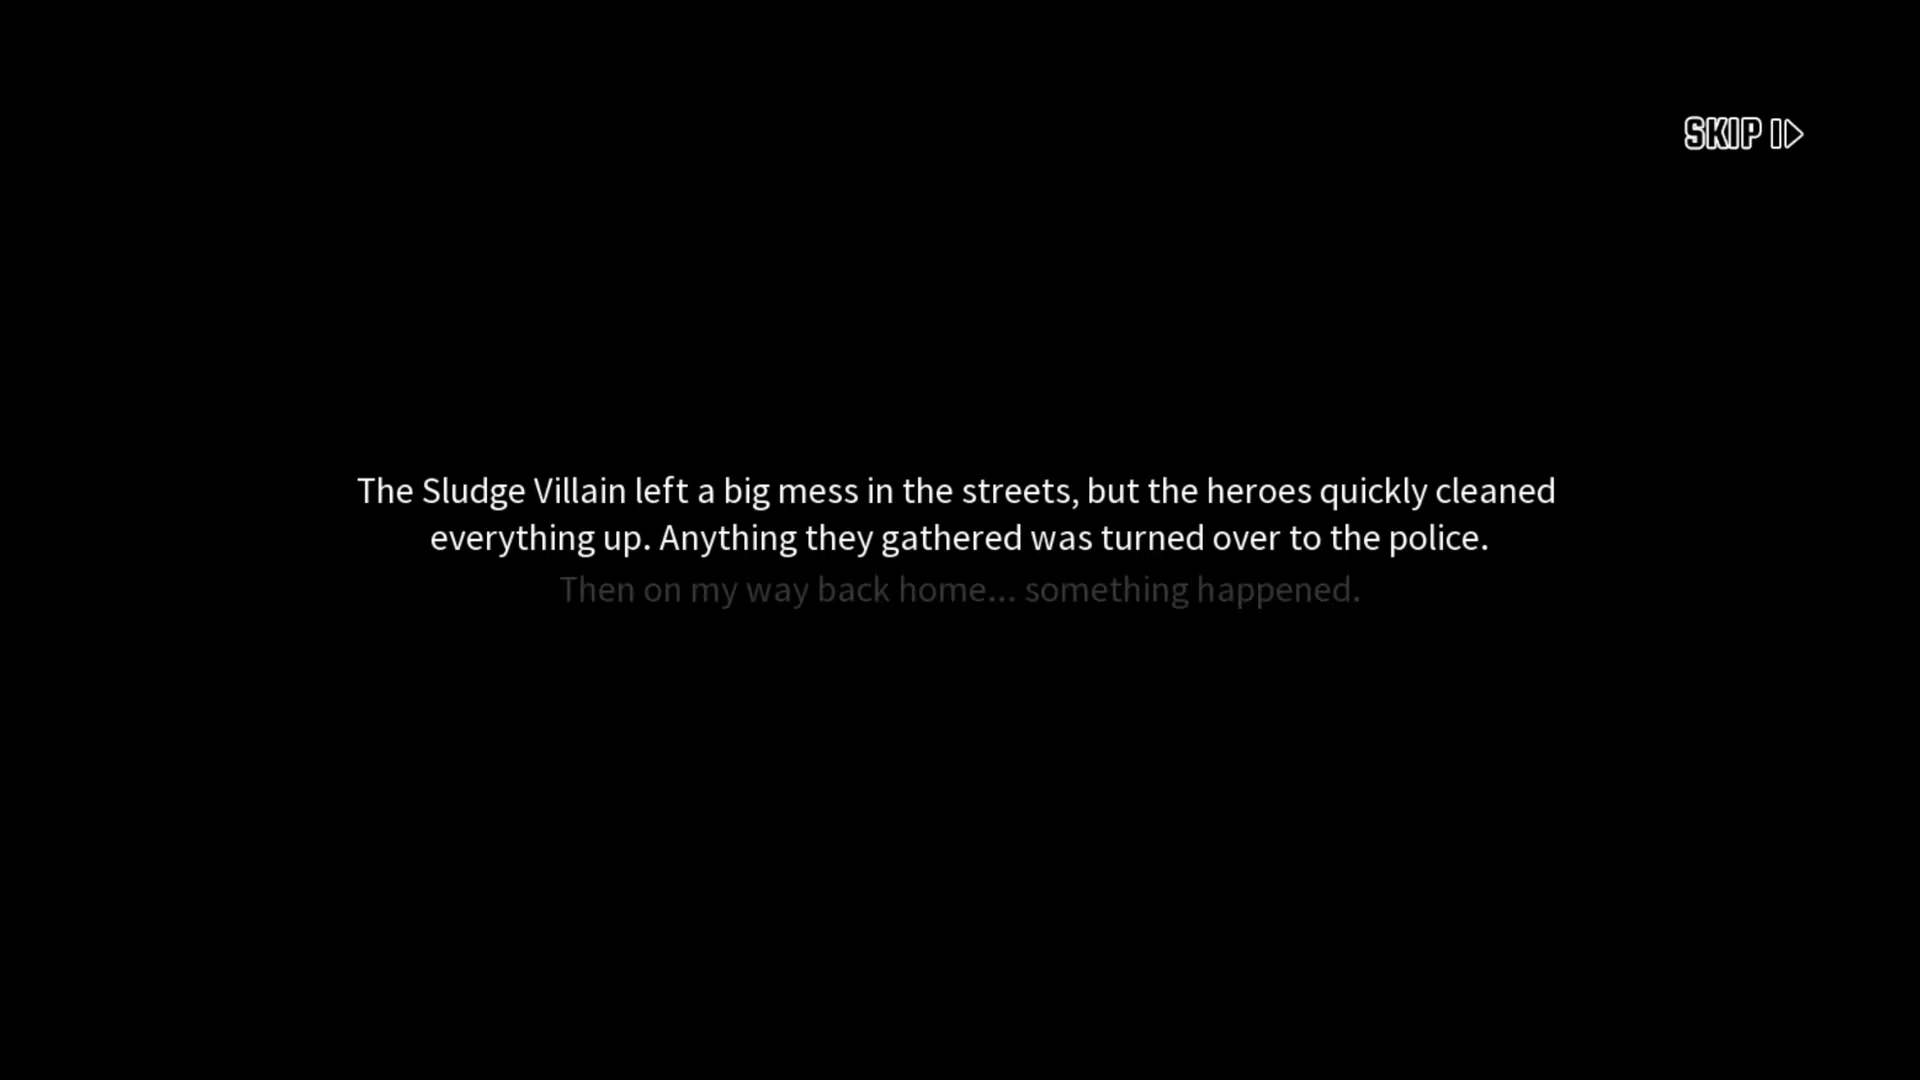 SKIP
The Sludge Villain left a big mess in the streets, but the heroes quickly cleaned
everything up. Anything they gathered was turned over to the police.
Then on my way back home... something happened.